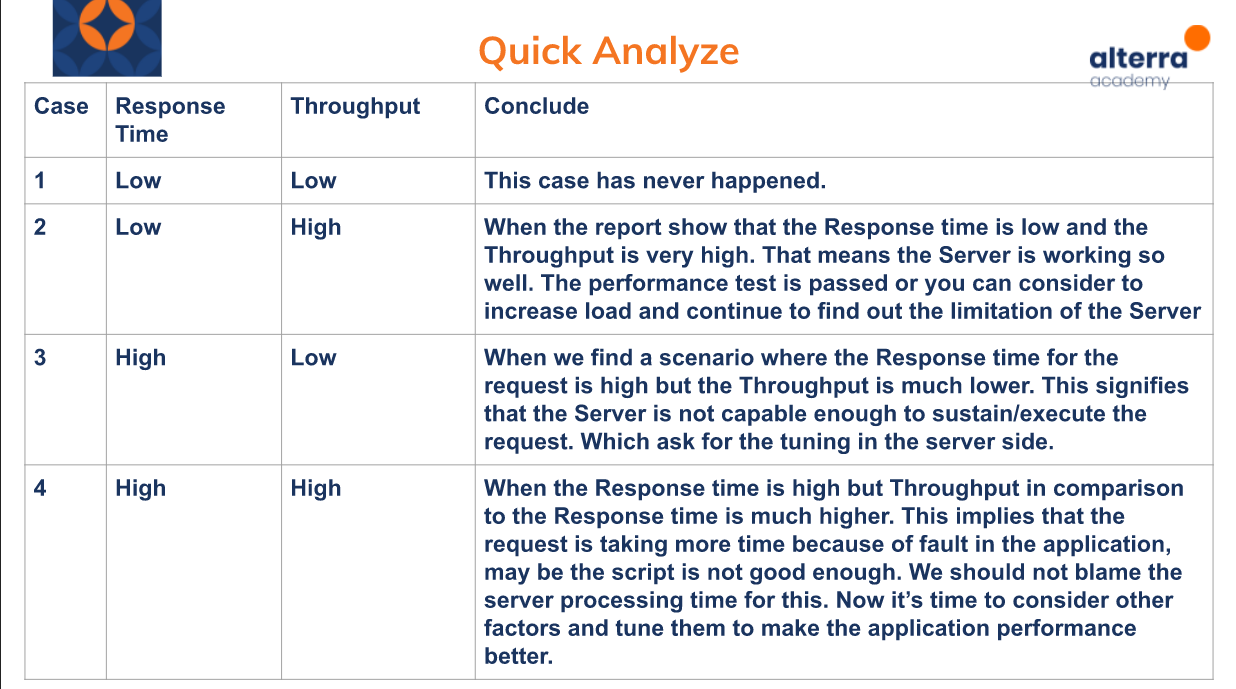 Quick Analyze
alterra
academy
Case
Response
Time
Throughput
Conclude
1
Low
Low
This case has never happened.
2
Low
High
When the report show that the Response time is low and the
Throughput is very high. That means the Server is working so
well. The performance test is passed or you can consider to
increase load and continue to find out the limitation of the Server
3
High
Low
When we find a scenario where the Response time for the
request is high but the Throughput is much lower. This signifies
that the Server is not capable enough to sustain/execute the
request. Which ask for the tuning in the server side.
4
High
High
When the Response time is high but Throughput in comparison
to the Response time is much higher. This implies that the
request is taking more time because of fault in the application,
may be the script is not good enough. We should not blame the
server processing time for this. Now it’s time to consider other
factors and tune them to make the application performance
better.